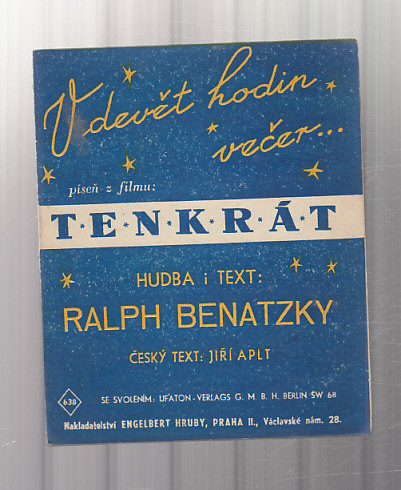 V devět hodin
večer...
píseň z filmu:
T·E·N·K·R·Á·T
HUDBA i TEXT:
RALPH BENATZKY
ČESKÝ TEXT: JIŘÍ APLT
638
SE SVOLENÍM: UFATON-VERLAGS G. M. B. H. BERLIN ŠW 68
Nakladatelství ENGELBERT HRUBY, PRAHA II., Václavské nám. 28.